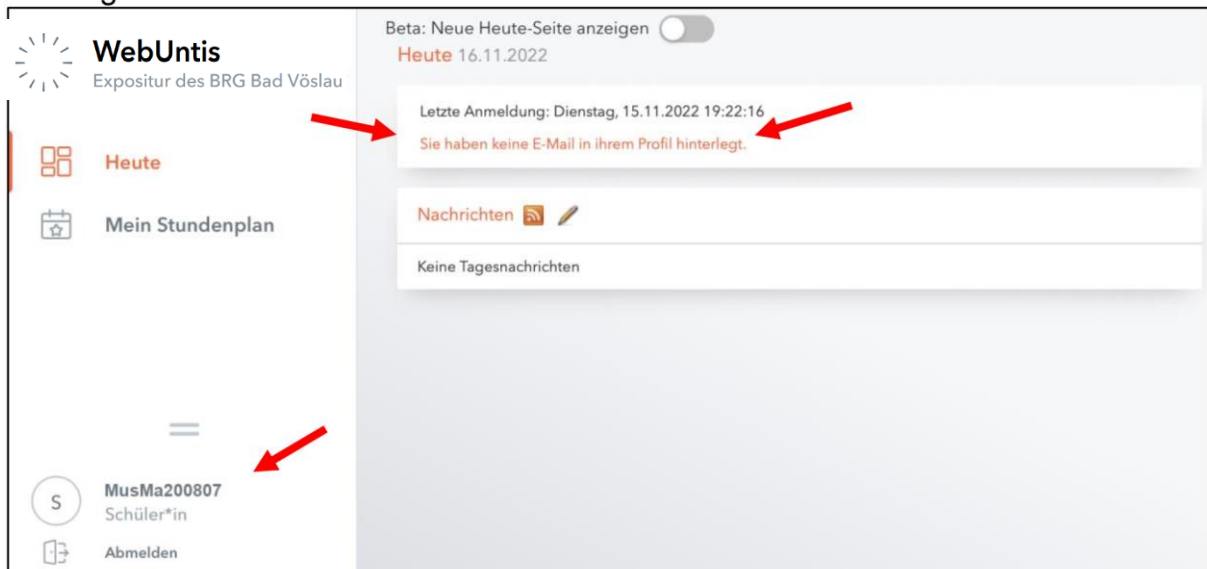 WebUntis
Expositur des BRG Bad Vöslau
Heute
Mein Stundenplan
S
MusMa200807
Schüler*in
Abmelden
Beta: Neue Heute-Seite anzeigen
Heute 16.11.2022
Letzte Anmeldung: Dienstag, 15.11.2022 19:22:16
Sie haben keine E-Mail in ihrem Profil hinterlegt.
Nachrichten
Keine Tagesnachrichten